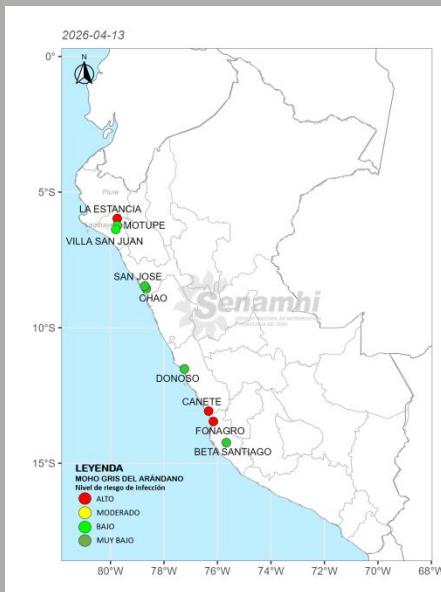 2026-04-13
N
0°
5°S
10°S
15°S
Piura
LA ESTANCIA
MOTUPE
VILLA SAN JUAN
SAN JOSE
CHAO
Senamhi
DONOSO
CANETE
FONAGRO
BETA SANTIAGO
LEYENDA
MOHO GRIS DEL ARÁNDANO
Nivel de riesgo de infección
ALTO
MODERADO
BAJO
MUY BAJO
80°W 78°W 76°W 74°W 72°W 70°W 68°W